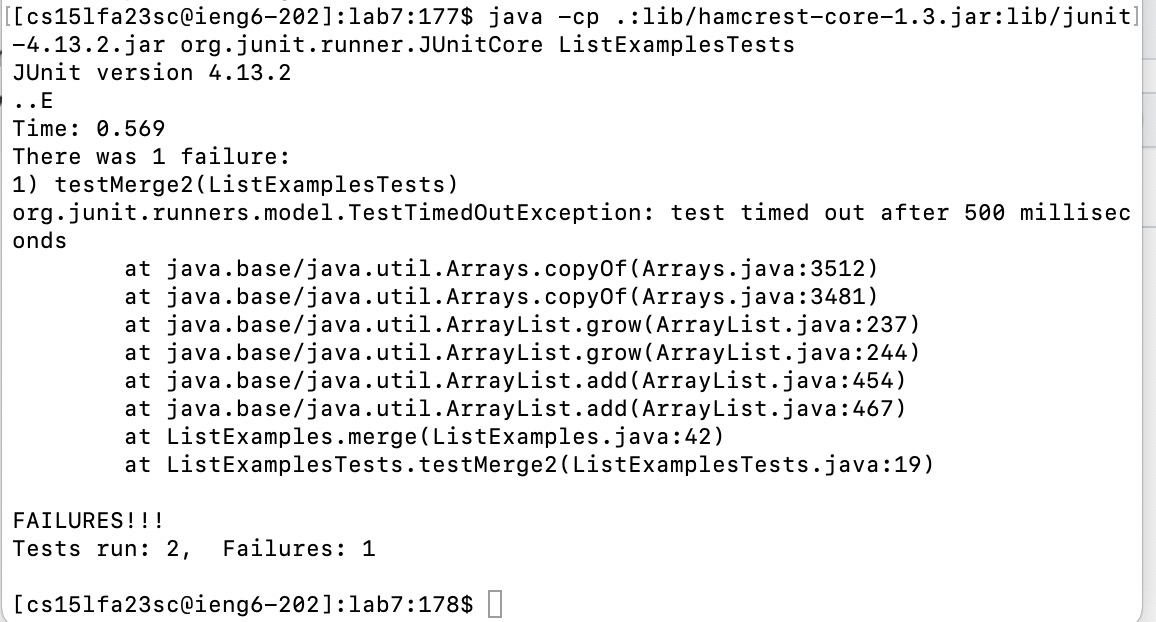 [[cs15lfa23sc@ieng6-202]:lab7:177$ java -cp .:lib/hamcrest-core-1.3.jar:lib/junit]
-4.13.2.jar org.junit.runner.JUnitCore ListExamplesTests
JUnit version 4.13.2
..E
Time: 0.569
There was 1 failure:
1) testMerge2(ListExamplesTests)
org.junit.runners.model.TestTimedOutException: test timed out after 500 millisec
onds
        at java.base/java.util.Arrays.copyOf(Arrays.java:3512)
        at java.base/java.util.Arrays.copyOf(Arrays.java:3481)
        at java.base/java.util.ArrayList.grow(ArrayList.java:237)
        at java.base/java.util.ArrayList.grow(ArrayList.java:244)
        at java.base/java.util.ArrayList.add(ArrayList.java:454)
        at java.base/java.util.ArrayList.add(ArrayList.java:467)
        at ListExamples.merge(ListExamples.java:42)
        at ListExamplesTests.testMerge2(ListExamplesTests.java:19)

FAILURES!!!
Tests run: 2,  Failures: 1

[cs15lfa23sc@ieng6-202]:lab7:178$